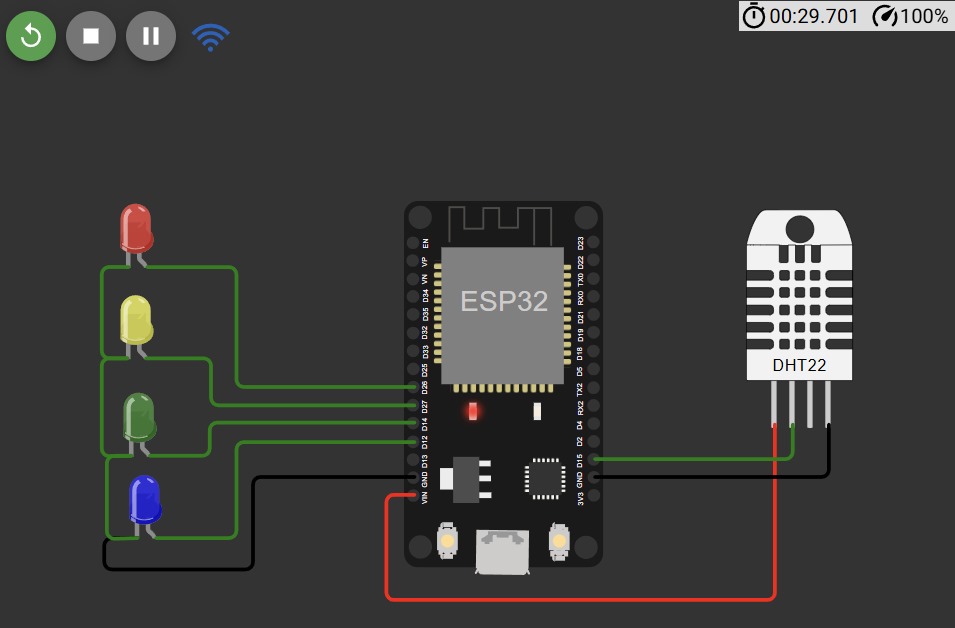 00:29.701 100%
EN
VP
VN
D34
D35
D32
D33
D25
D26
D27
D14
D12
D13
GND
VIN
ESP32
D23
D22
TX0
RX0
D21
D19
D18
D5
TX2
RX2
D4
D2
D15
GND
3V3
DHT22